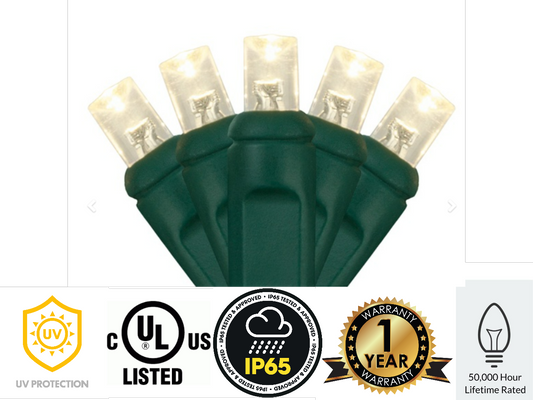 UV
UV PROTECTION
C UL US
®
LISTED
IP65 TESTED & APPROVED • IP65 TESTED & APPROVED •
IP65
IP65 TESTED & APPROVED
WARRANTY
1
YEAR
WARRANTY
50,000 Hour
Lifetime Rated